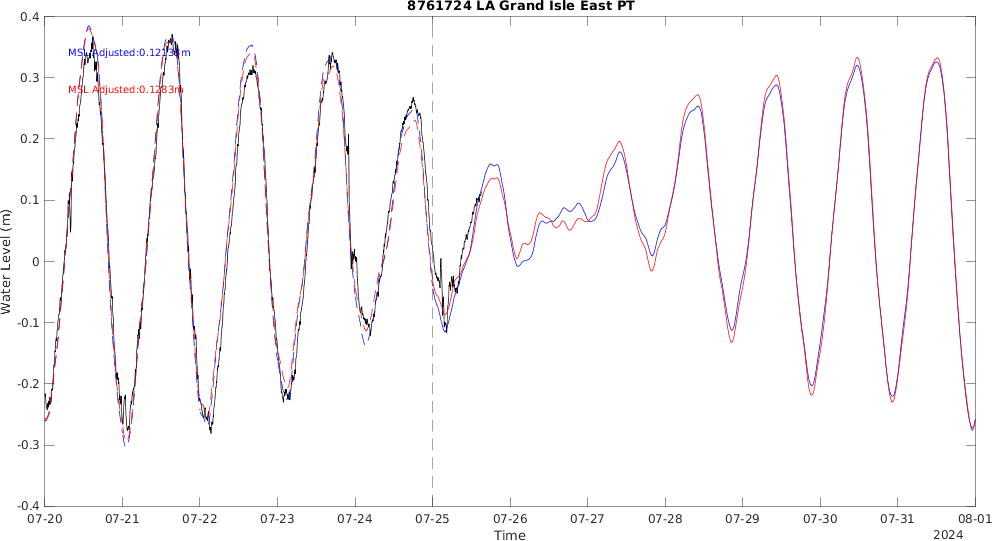 8761724 LA Grand Isle East PT
0.4
MSL Adjusted:0.1213m
0.3
MSL Adjusted:0.1283m
0.2
0.1
Water Level (m)
0
-0.1
-0.2
-0.3
-0.4
07-20 07-21 07-22 07-23 07-24 07-25 07-26 07-27 07-28 07-29 07-30 07-31 08-01
Time
2024